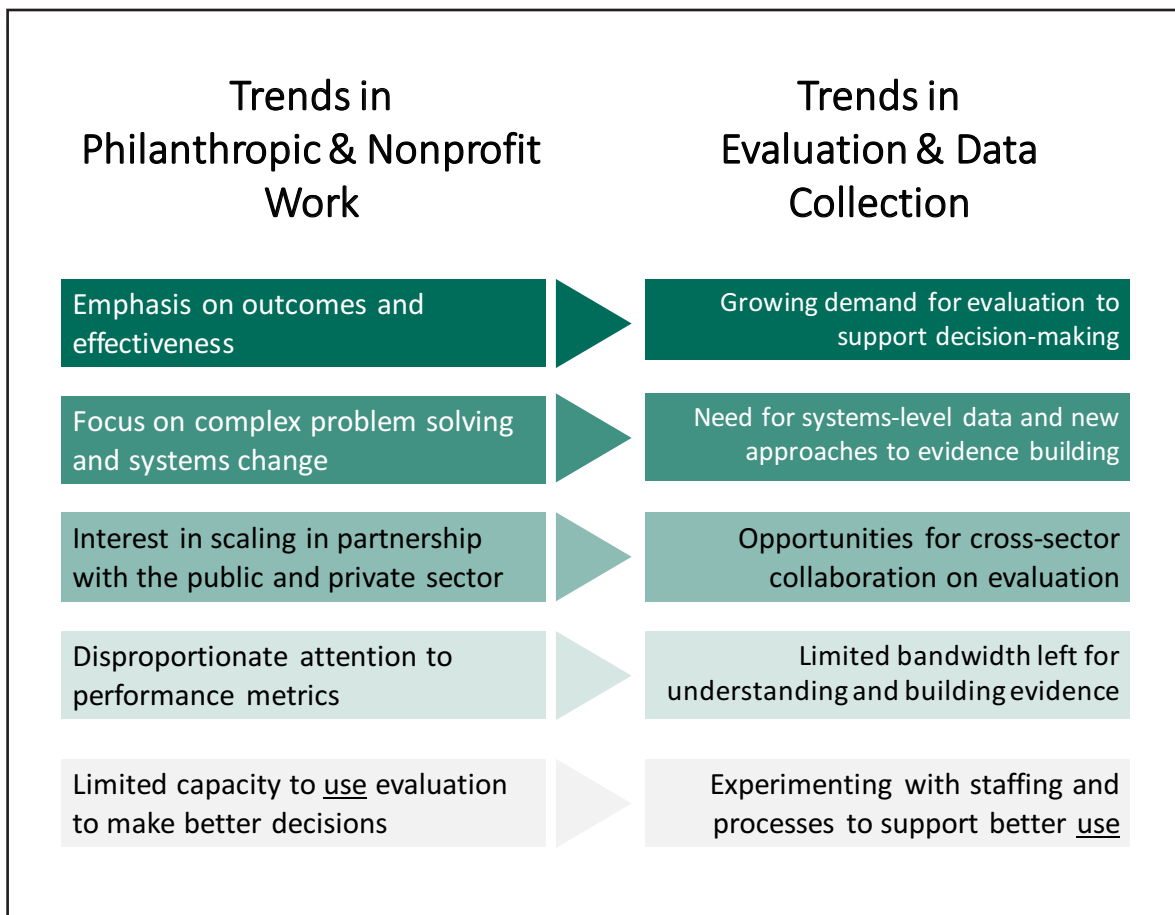 Trends in
Philanthropic & Nonprofit
Work
Trends in
Evaluation & Data
Collection
Emphasis on outcomes and
effectiveness
Growing demand for evaluation to
support decision-making
Focus on complex problem solving
and systems change
Need for systems-level data and new
approaches to evidence building
Interest in scaling in partnership
with the public and private sector
Opportunities for cross-sector
collaboration on evaluation
Disproportionate attention to
performance metrics
Limited bandwidth left for
understanding and building evidence
Limited capacity to use evaluation
to make better decisions
Experimenting with staffing and
processes to support better use